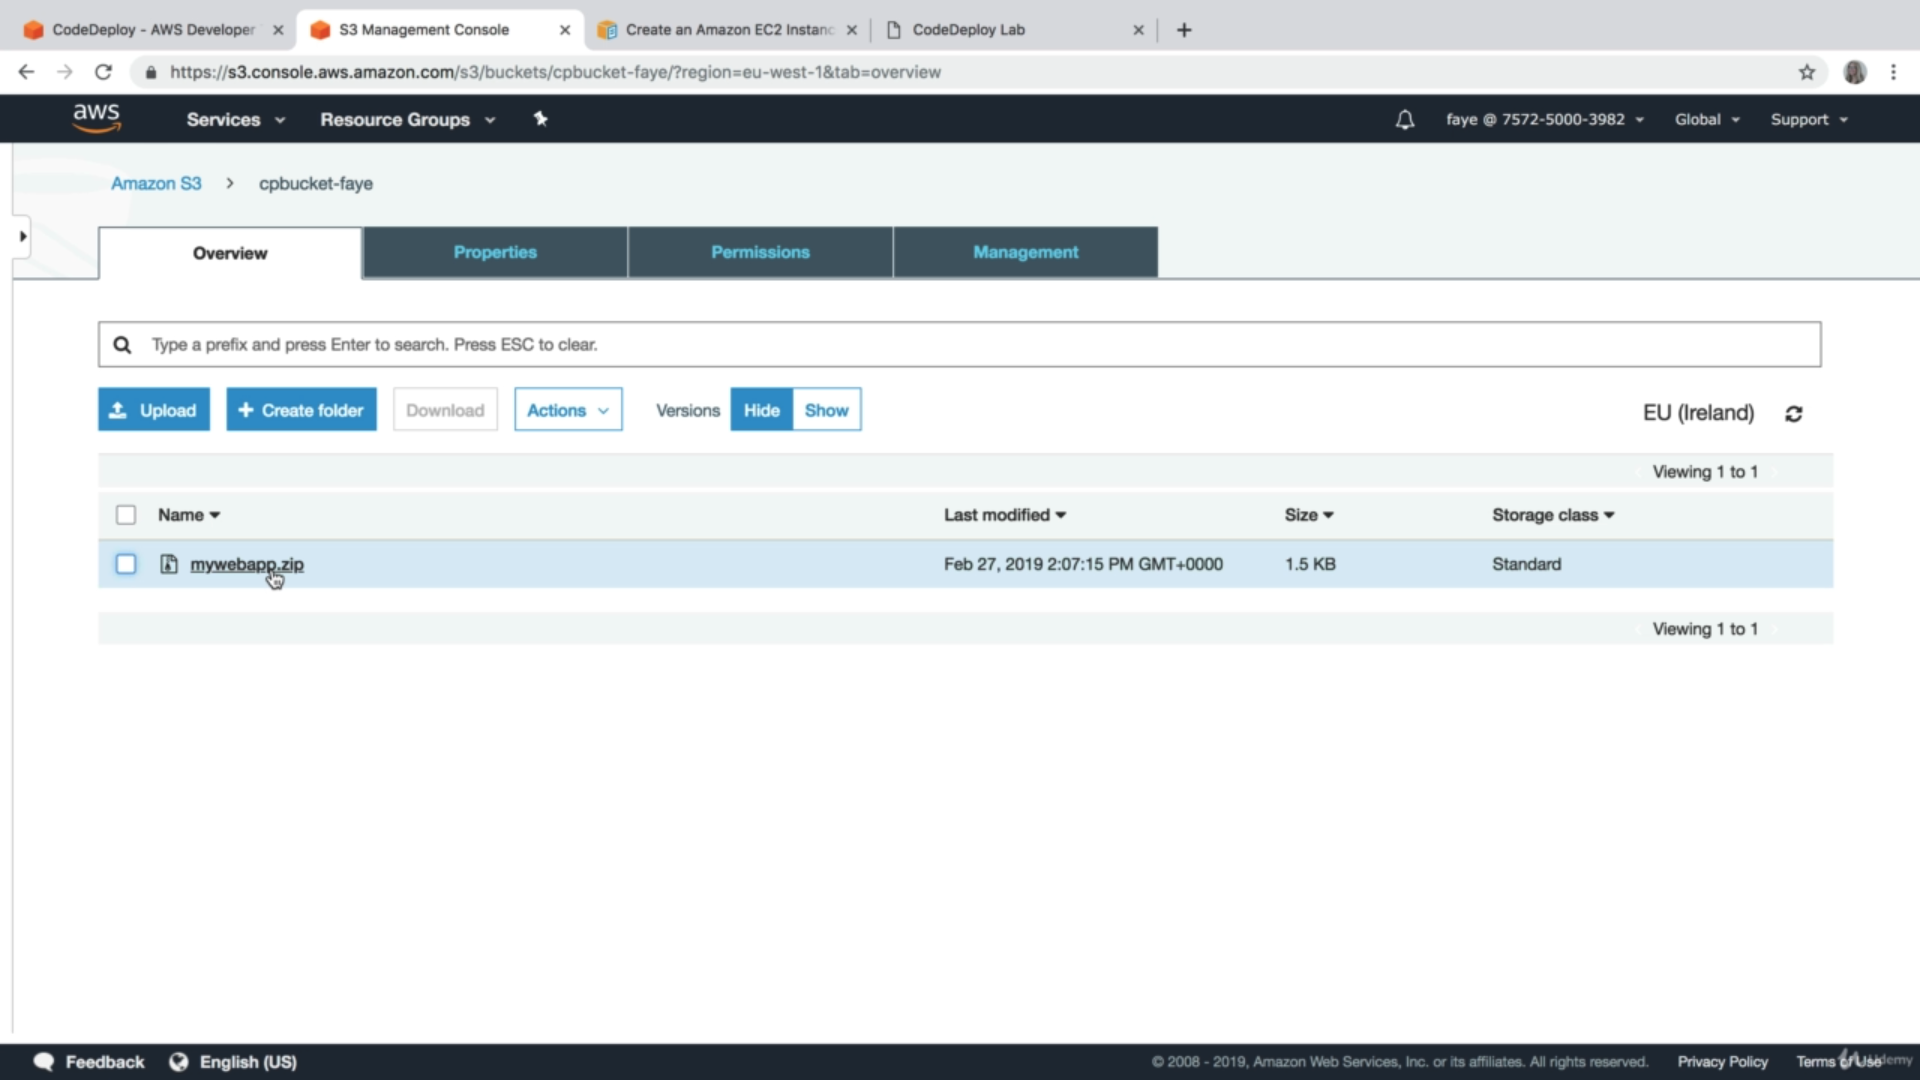 CodeDeploy - AWS Developer
S3 Management Console
Create an Amazon EC2 Instanc
CodeDeploy Lab
https://s3.console.aws.amazon.com/s3/buckets/cpbucket-faye/?region=eu-west-1&tab=overview
aws
Services
Resource Groups
faye @ 7572-5000-3982
Global
Support
Amazon S3 > cpbucket-faye
Overview
Properties
Permissions
Management
Type a prefix and press Enter to search. Press ESC to clear.
Upload
+ Create folder
Download
Actions
Versions
Hide
Show
EU (Ireland)
Viewing 1 to 1
Name
Last modified
Size
Storage class
mywebapp.zip
Feb 27, 2019 2:07:15 PM GMT+0000
1.5 KB
Standard
Viewing 1 to 1
Feedback
English (US)
© 2008 - 2019, Amazon Web Services, Inc. or its affiliates. All rights reserved.
Privacy Policy
Terms of Use